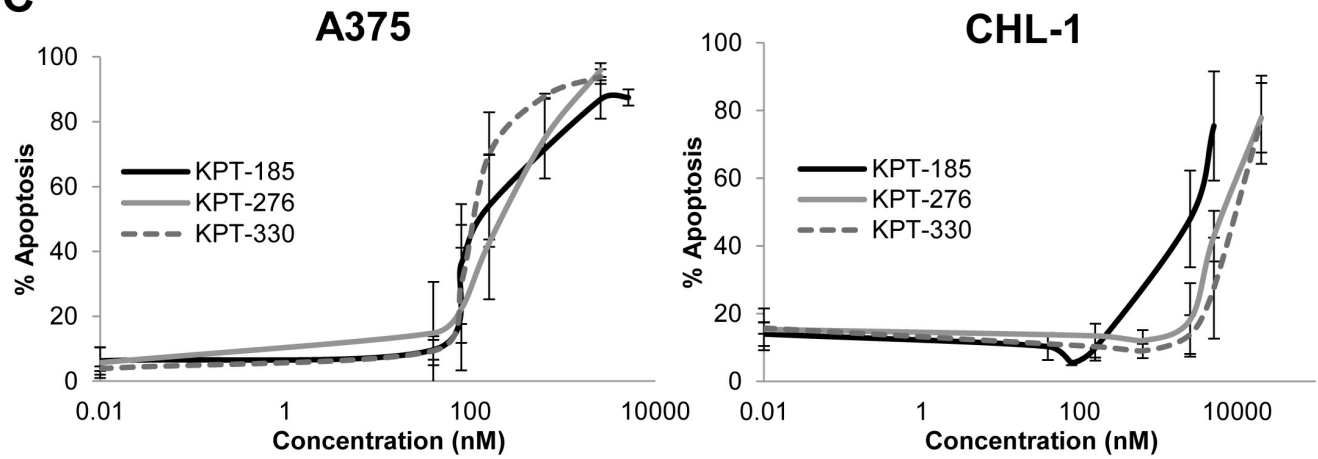 C
A375
100
80
60
40
20
0
% Apoptosis
KPT-185
KPT-276
KPT-330
0.01
1
100
10000
Concentration (nM)
CHL-1
100
80
60
40
20
0
% Apoptosis
KPT-185
KPT-276
KPT-330
0.01
1
100
10000
Concentration (nM)